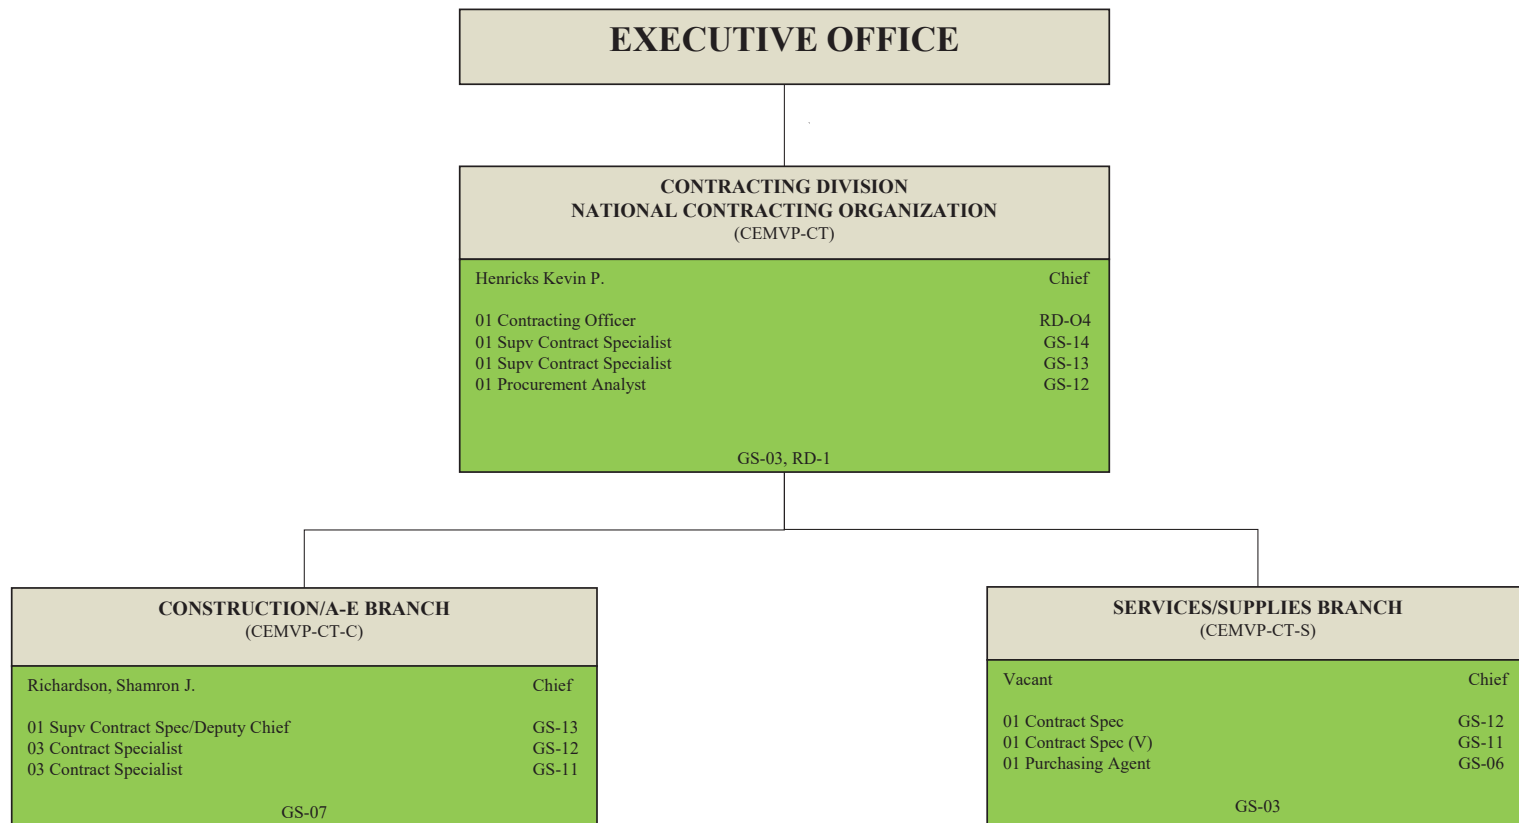 EXECUTIVE OFFICE
CONTRACTING DIVISION
NATIONAL CONTRACTING ORGANIZATION
(CEMVP-CT)
Henricks Kevin P. Chief
01 Contracting Officer RD-O4
01 Supv Contract Specialist GS-14
01 Supv Contract Specialist GS-13
01 Procurement Analyst GS-12
GS-03, RD-1
CONSTRUCTION/A-E BRANCH
(CEMVP-CT-C)
Richardson, Shamron J. Chief
01 Supv Contract Spec/Deputy Chief GS-13
03 Contract Specialist GS-12
03 Contract Specialist GS-11
GS-07
SERVICES/SUPPLIES BRANCH
(CEMVP-CT-S)
Vacant Chief
01 Contract Spec GS-12
01 Contract Spec (V) GS-11
01 Purchasing Agent GS-06
GS-03